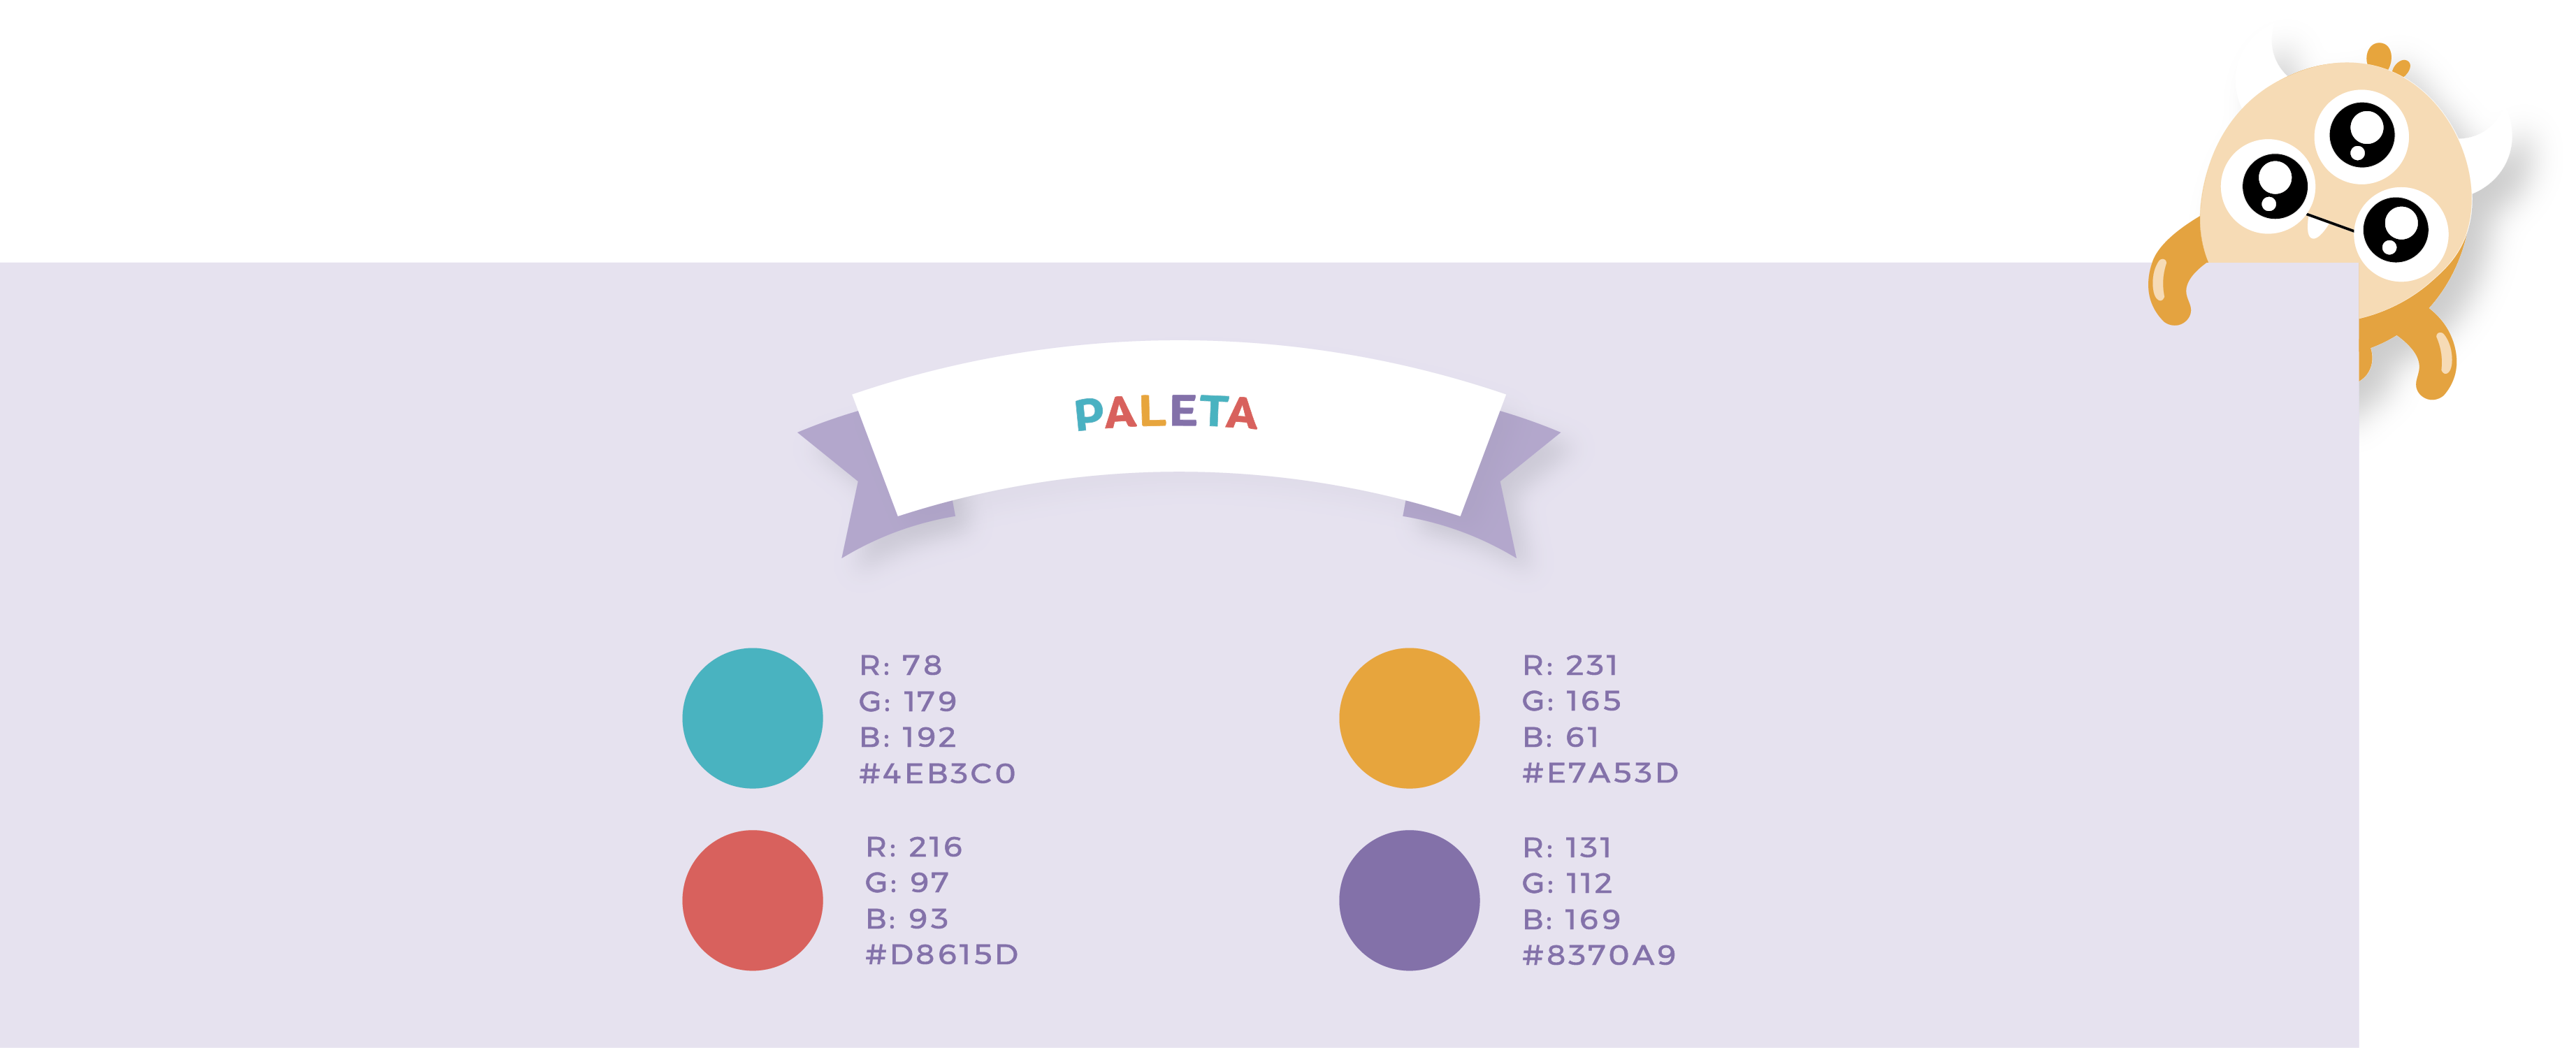 PALETA
R: 78
G: 179
B: 192
#4EB3C0
R: 231
G: 165
B: 61
#E7A53D
R: 216
G: 97
B: 93
#D8615D
R: 131
G: 112
B: 169
#8370A9